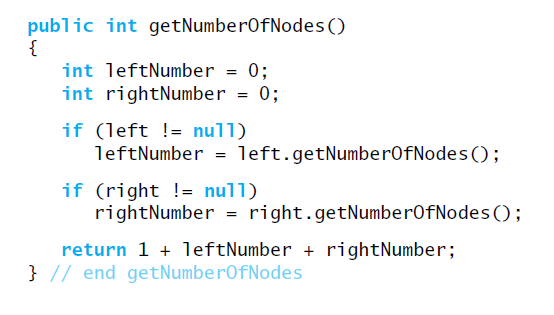 public int getNumberOfNodes()
{
int leftNumber = 0;
int rightNumber = 0;
if (left != null)
leftNumber = left.getNumberOfNodes();
if (right != null)
rightNumber = right.getNumberOfNodes();
return 1 + leftNumber + rightNumber;
} // end getNumberOfNodes